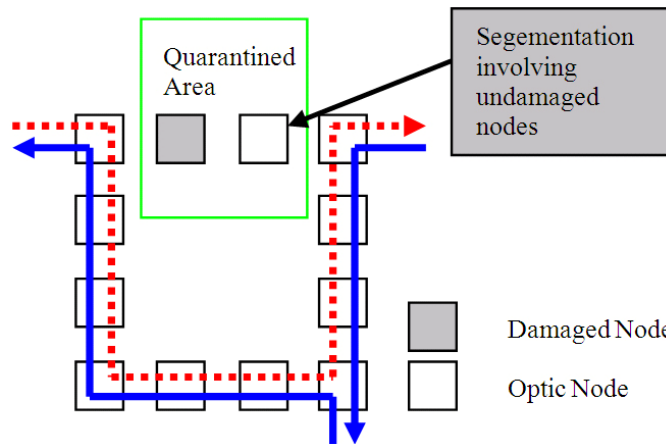 Quarantined
Area
Segementation
involving
undamaged
nodes
Damaged Node
Optic Node